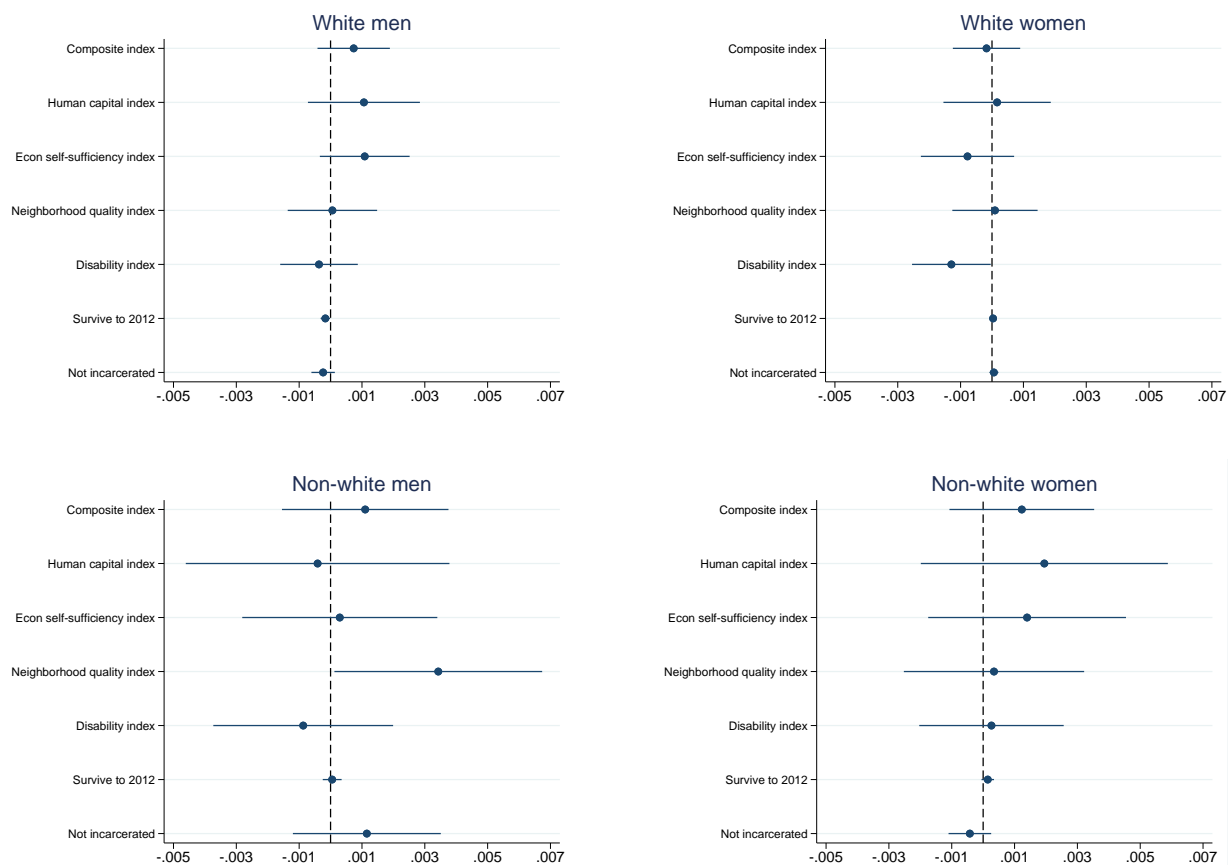 White men
Composite index
Human capital index
Econ self-sufficiency index
Neighborhood quality index
Disability index
Survive to 2012
Not incarcerated
-.005 -.003 -.001 .001 .003 .005 .007
White women
Composite index
Human capital index
Econ self-sufficiency index
Neighborhood quality index
Disability index
Survive to 2012
Not incarcerated
-.005 -.003 -.001 .001 .003 .005 .007
Non-white men
Composite index
Human capital index
Econ self-sufficiency index
Neighborhood quality index
Disability index
Survive to 2012
Not incarcerated
-.005 -.003 -.001 .001 .003 .005 .007
Non-white women
Composite index
Human capital index
Econ self-sufficiency index
Neighborhood quality index
Disability index
Survive to 2012
Not incarcerated
-.005 -.003 -.001 .001 .003 .005 .007